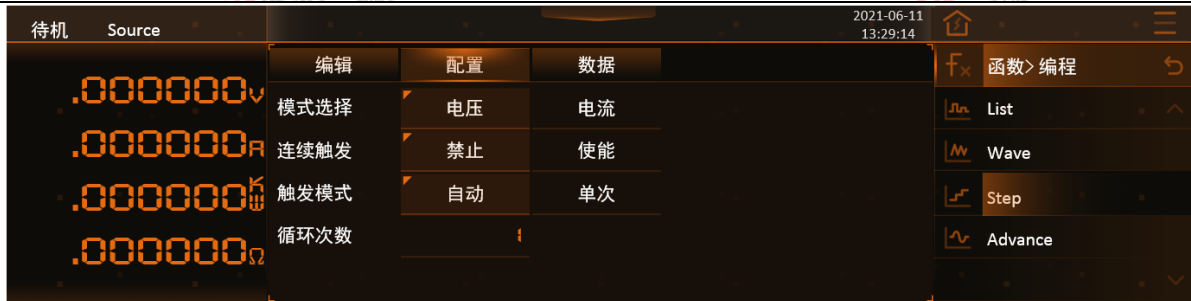 待机 Source
2021-06-11
13:29:14
.000000V
.000000A
.000000KW
.000000Ω
编辑 配置 数据
模式选择 电压 电流
连续触发 禁止 使能
触发模式 自动 单次
循环次数
fx 函数> 编程
List
Wave
Step
Advance